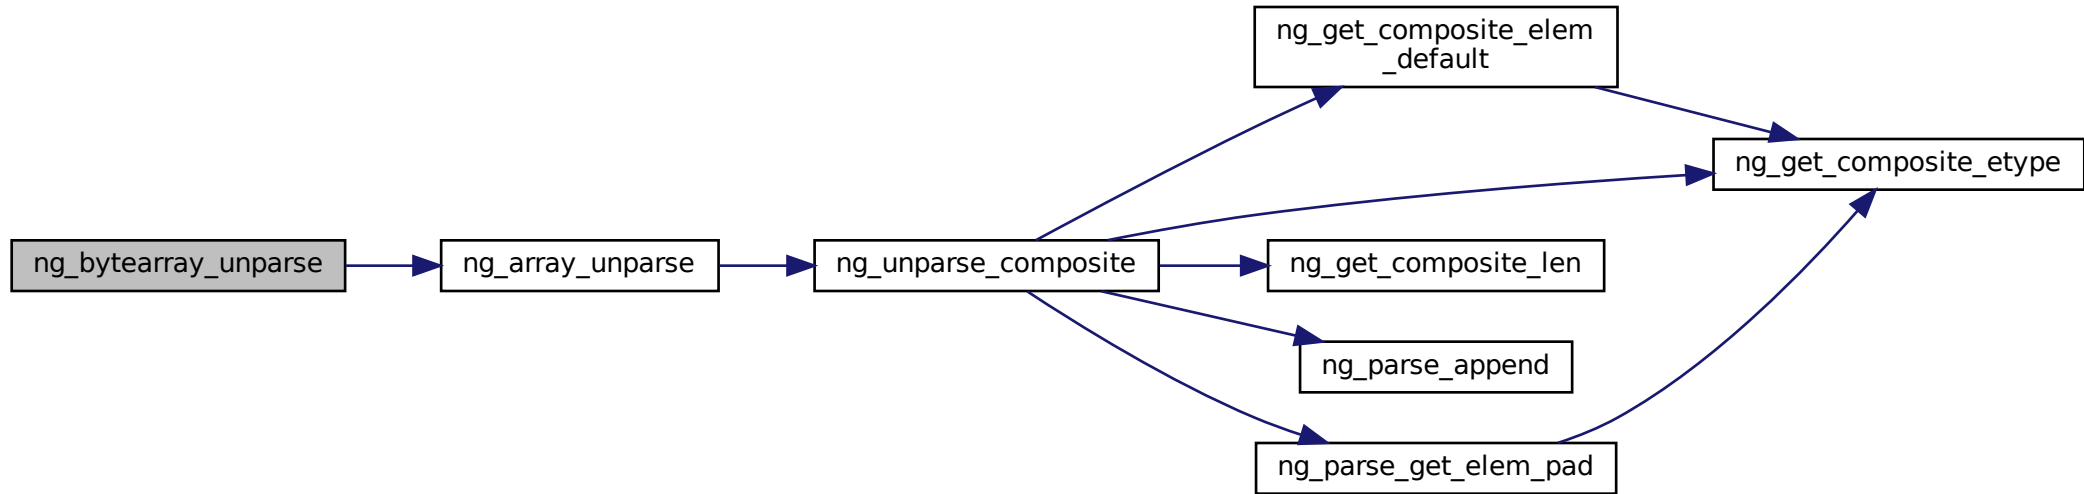 ng_bytearray_unparse
ng_array_unparse
ng_unparse_composite
ng_get_composite_elem
_default
ng_get_composite_etype
ng_get_composite_len
ng_parse_append
ng_parse_get_elem_pad